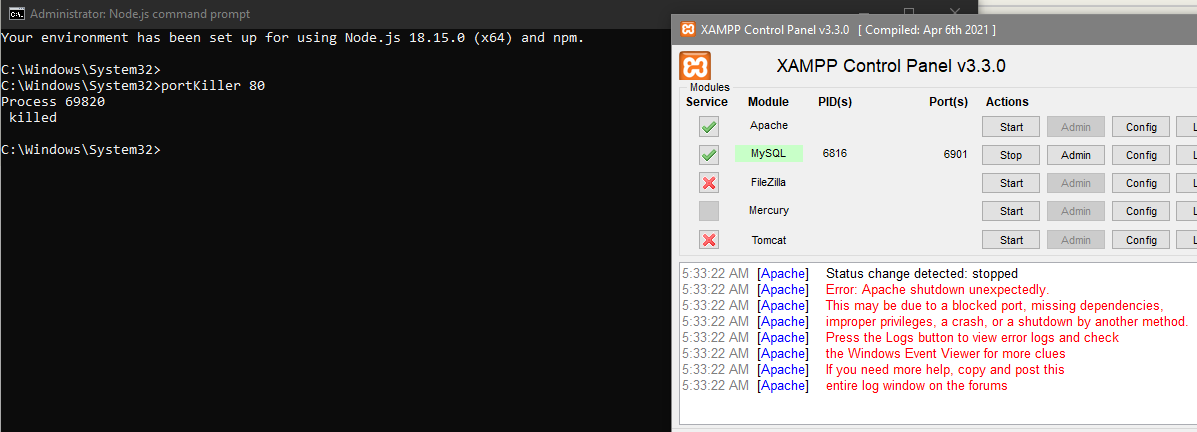 Administrator: Node.js command prompt
Your environment has been set up for using Node.js 18.15.0 (x64) and npm.
C:\Windows\System32>
C:\Windows\System32>portKiller 80
Process 69820
killed
C:\Windows\System32>
XAMPP Control Panel v3.3.0 [ Compiled: Apr 6th 2021 ]
XAMPP Control Panel v3.3.0
Modules
Service Module PID(s) Port(s) Actions
Apache Start Admin Config L
MySQL 6816 6901 Stop Admin Config L
FileZilla Start Admin Config L
Mercury Start Admin Config L
Tomcat Start Admin Config L
5:33:22 AM [Apache] Status change detected: stopped
5:33:22 AM [Apache] Error: Apache shutdown unexpectedly.
5:33:22 AM [Apache] This may be due to a blocked port, missing dependencies,
5:33:22 AM [Apache] improper privileges, a crash, or a shutdown by another method.
5:33:22 AM [Apache] Press the Logs button to view error logs and check
5:33:22 AM [Apache] the Windows Event Viewer for more clues
5:33:22 AM [Apache] If you need more help, copy and post this
5:33:22 AM [Apache] entire log window on the forums